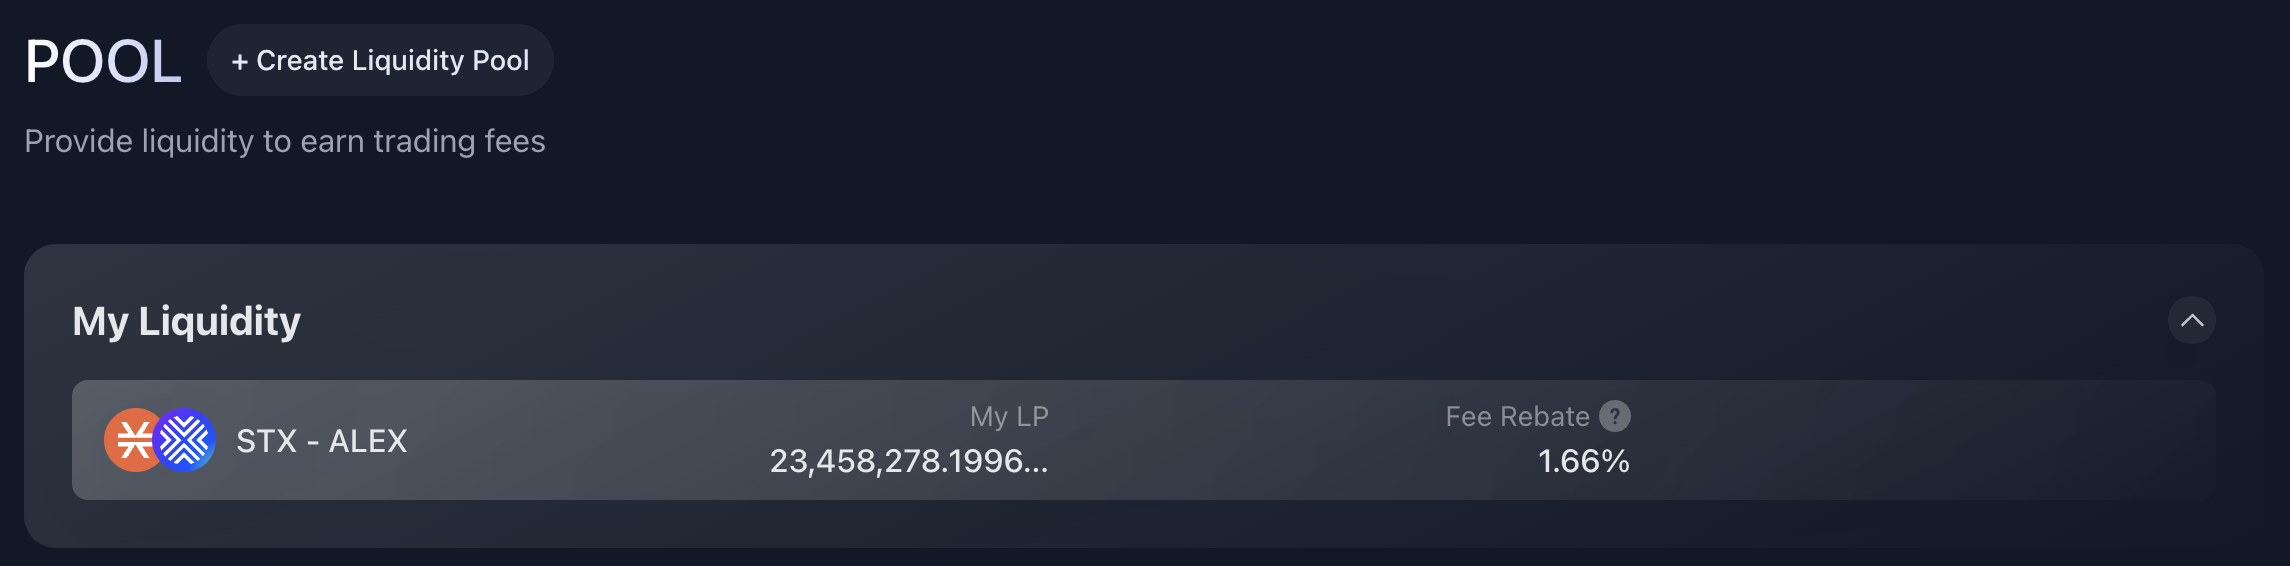 POOL + Create Liquidity Pool
Provide liquidity to earn trading fees
My Liquidity
STX - ALEX
My LP
23,458,278.1996...
Fee Rebate ?
1.66%